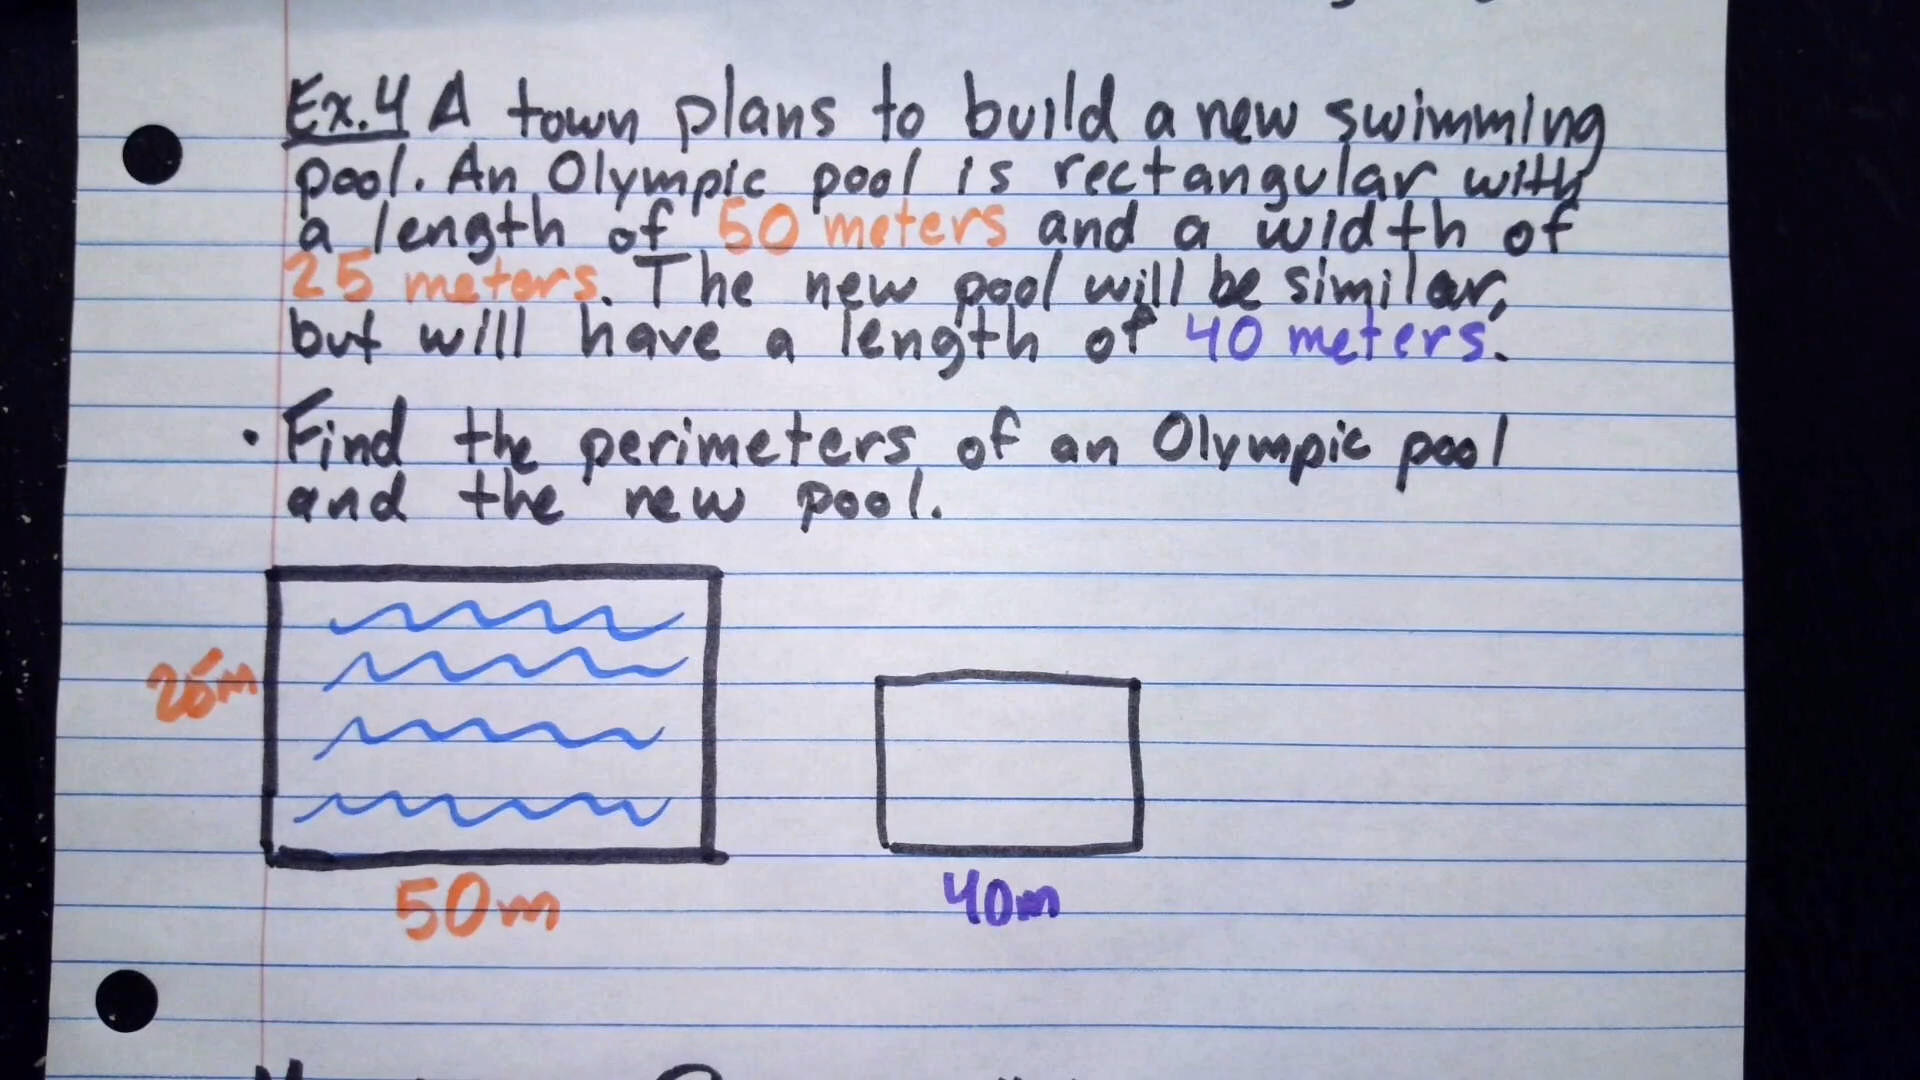 Ex.4 A town plans to build a new swimming
pool. An Olympic pool is rectangular with
a length of 50 meters and a width of
25 meters. The new pool will be similar,
but will have a length of 40 meters.
• Find the perimeters of an Olympic pool
and the new pool.
25m
50m
40m